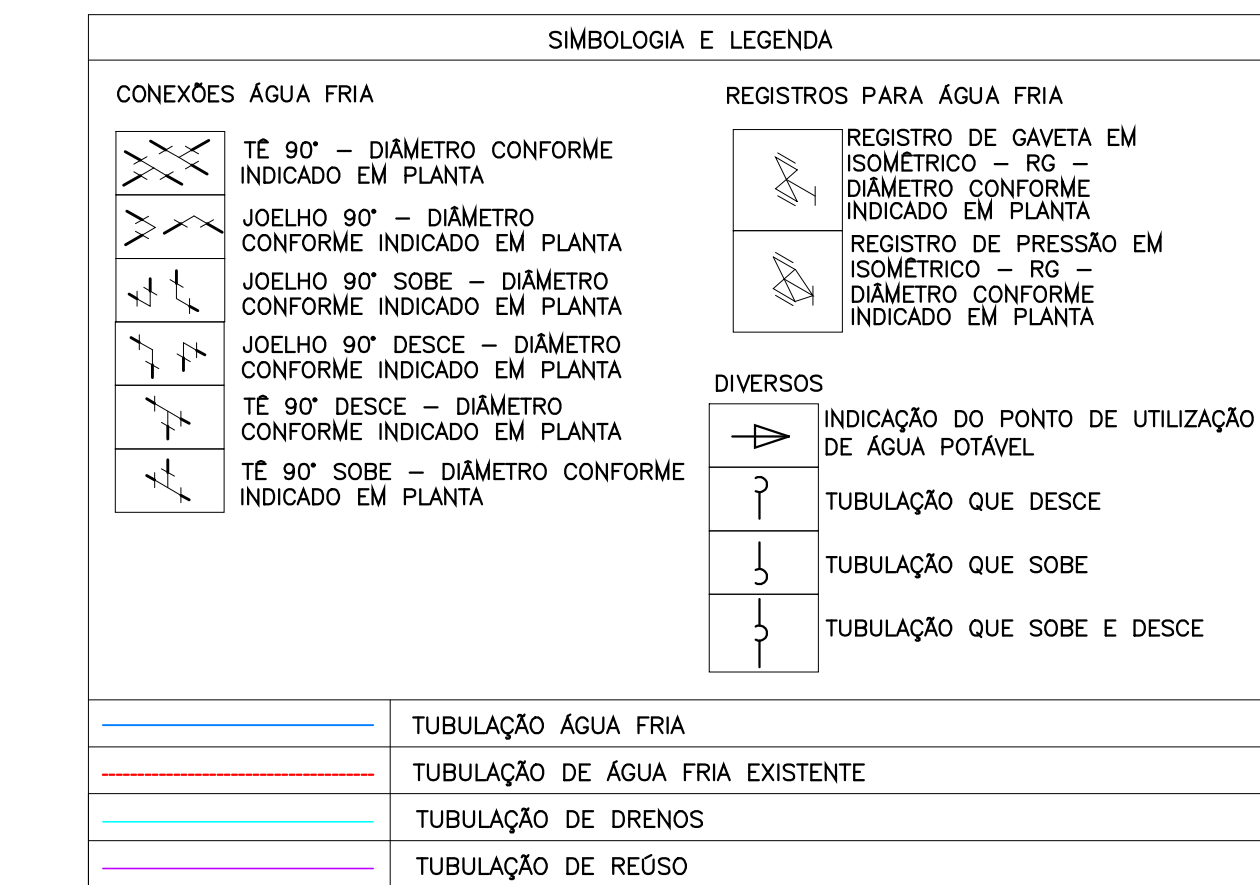 SIMBOLOGIA E LEGENDA
CONEXÕES ÁGUA FRIA
TÊ 90° – DIÂMETRO CONFORME
INDICADO EM PLANTA
JOELHO 90° – DIÂMETRO
CONFORME INDICADO EM PLANTA
JOELHO 90° SOBE – DIÂMETRO
CONFORME INDICADO EM PLANTA
JOELHO 90° DESCE – DIÂMETRO
CONFORME INDICADO EM PLANTA
TÊ 90° DESCE – DIÂMETRO
CONFORME INDICADO EM PLANTA
TÊ 90° SOBE – DIÂMETRO CONFORME
INDICADO EM PLANTA
REGISTROS PARA ÁGUA FRIA
REGISTRO DE GAVETA EM
ISOMÊTRICO – RG –
DIÂMETRO CONFORME
INDICADO EM PLANTA
REGISTRO DE PRESSÃO EM
ISOMÊTRICO – RG –
DIÂMETRO CONFORME
INDICADO EM PLANTA
DIVERSOS
INDICAÇÃO DO PONTO DE UTILIZAÇÃO
DE ÁGUA POTÁVEL
TUBULAÇÃO QUE DESCE
TUBULAÇÃO QUE SOBE
TUBULAÇÃO QUE SOBE E DESCE
TUBULAÇÃO ÁGUA FRIA
TUBULAÇÃO DE ÁGUA FRIA EXISTENTE
TUBULAÇÃO DE DRENOS
TUBULAÇÃO DE REÚSO